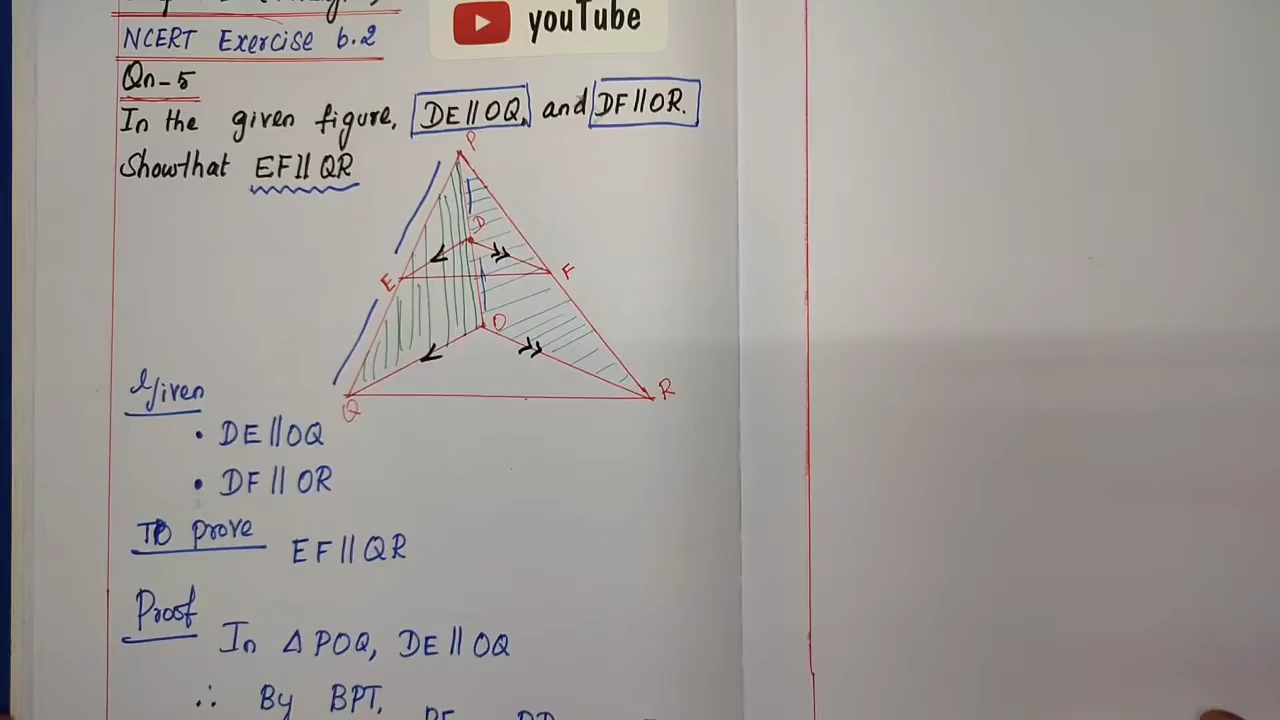 NCERT Exercise 6.2
YouTube
Qn-5
In the given figure, DE||OQ, and DF||OR.
Show that EF|| QR
P
D
E
F
O
Q
R
Given
• DE||OQ
• DF || OR
To prove EF||QR
Proof
In Δ POQ, DE || OQ
∴ By BPT,